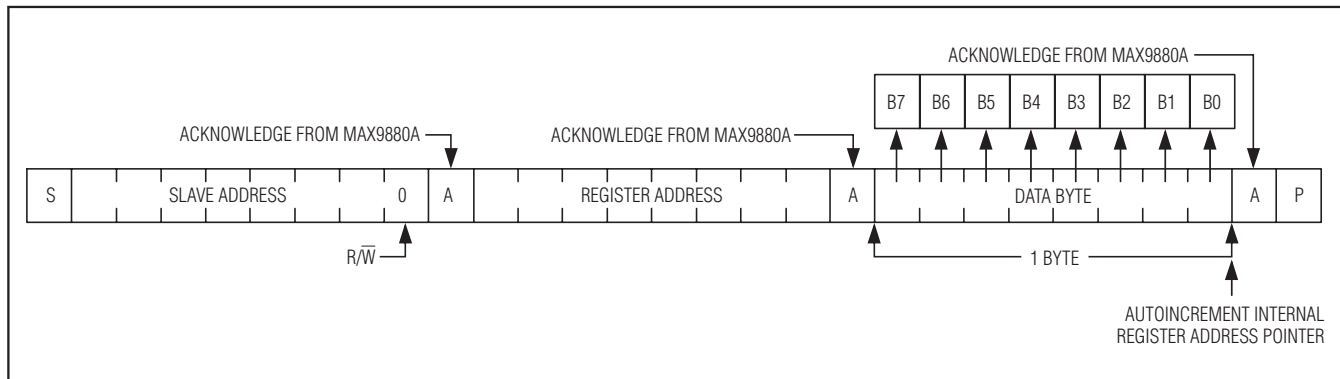 ACKNOWLEDGE FROM MAX9880A
B7 B6 B5 B4 B3 B2 B1 B0
ACKNOWLEDGE FROM MAX9880A
ACKNOWLEDGE FROM MAX9880A
S SLAVE ADDRESS 0 A REGISTER ADDRESS A DATA BYTE A P
R/W̅
1 BYTE
AUTOINCREMENT INTERNAL
REGISTER ADDRESS POINTER